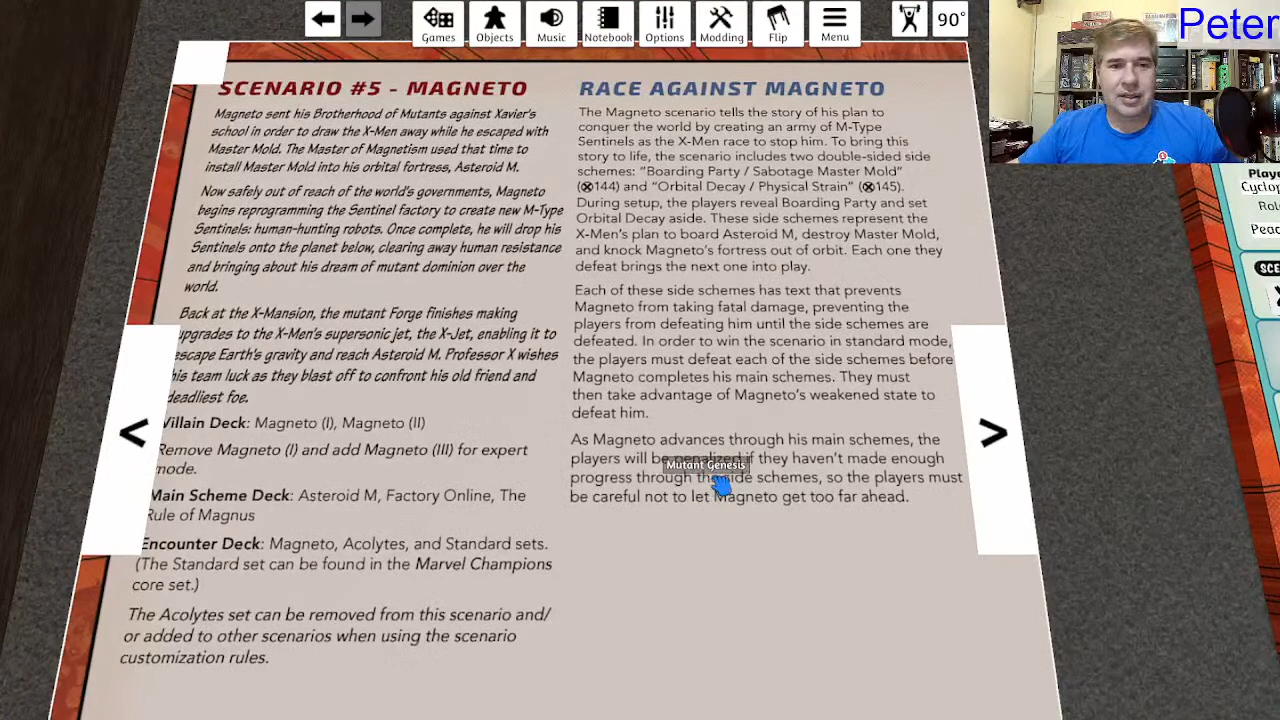 Games
Objects
Music
Notebook
Options
Modding
Flip
Menu
90°
Peter
SCENARIO #5 - MAGNETO
Magneto sent his Brotherhood of Mutants against Xavier's
school in order to draw the X-Men away while he escaped with
Master Mold. The Master of Magnetism used that time to
install Master Mold into his orbital fortress, Asteroid M.
Now safely out of reach of the world's governments, Magneto
begins reprogramming the Sentinel factory to create new M-Type
Sentinels: human-hunting robots. Once complete, he will drop his
Sentinels onto the planet below, clearing away human resistance
and bringing about his dream of mutant dominion over the
world.
Back at the X-Mansion, the mutant Forge finishes making
upgrades to the X-Men's supersonic jet, the X-Jet, enabling it to
escape Earth's gravity and reach Asteroid M. Professor X wishes
his team luck as they blast off to confront his old friend and
deadliest foe.
Villain Deck: Magneto (I), Magneto (II)
Remove Magneto (I) and add Magneto (III) for expert
mode.
Main Scheme Deck: Asteroid M, Factory Online, The
Rule of Magnus
Encounter Deck: Magneto, Acolytes, and Standard sets.
(The Standard set can be found in the Marvel Champions
core set.)
The Acolytes set can be removed from this scenario and/
or added to other scenarios when using the scenario
customization rules.
RACE AGAINST MAGNETO
The Magneto scenario tells the story of his plan to
conquer the world by creating an army of M-Type
Sentinels as the X-Men race to stop him. To bring this
story to life, the scenario includes two double-sided side
schemes: "Boarding Party / Sabotage Master Mold"
(144) and "Orbital Decay / Physical Strain" (145).
During setup, the players reveal Boarding Party and set
Orbital Decay aside. These side schemes represent the
X-Men's plan to board Asteroid M, destroy Master Mold,
and knock Magneto's fortress out of orbit. Each one they
defeat brings the next one into play.
Each of these side schemes has text that prevents
Magneto from taking fatal damage, preventing the
players from defeating him until the side schemes are
defeated. In order to win the scenario in standard mode,
the players must defeat each of the side schemes before
Magneto completes his main schemes. They must
then take advantage of Magneto's weakened state to
defeat him.
As Magneto advances through his main schemes, the
players will be penalized if they haven't made enough
Mutant Genesis
progress through the side schemes, so the players must
be careful not to let Magneto get too far ahead.
<
>
Playe
Cyclop
Peac
SCE